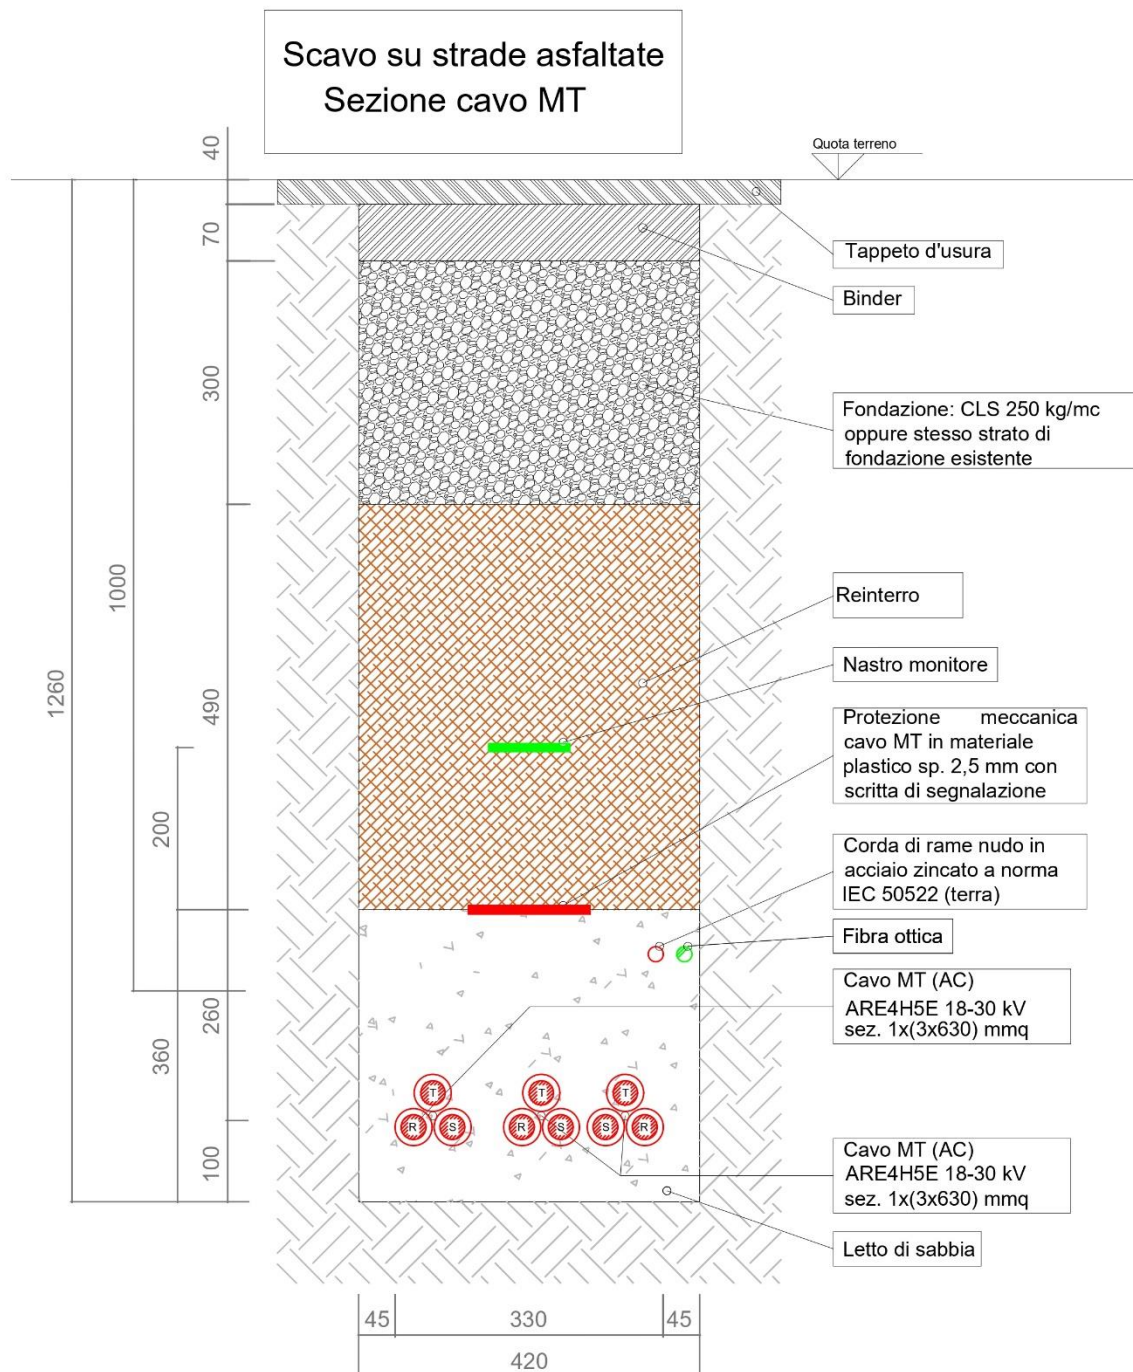 Scavo su strade asfaltate
Sezione cavo MT
Quota terreno
40
70
300
490
260
100
1000
1260
200
360
Tappeto d'usura
Binder
Fondazione: CLS 250 kg/mc
oppure stesso strato di
fondazione esistente
Reinterro
Nastro monitore
Protezione meccanica
cavo MT in materiale
plastico sp. 2,5 mm con
scritta di segnalazione
Corda di rame nudo in
acciaio zincato a norma
IEC 50522 (terra)
Fibra ottica
Cavo MT (AC)
ARE4H5E 18-30 kV
sez. 1x(3x630) mmq
T T T
R S R S S R
Cavo MT (AC)
ARE4H5E 18-30 kV
sez. 1x(3x630) mmq
Letto di sabbia
45 330 45
420